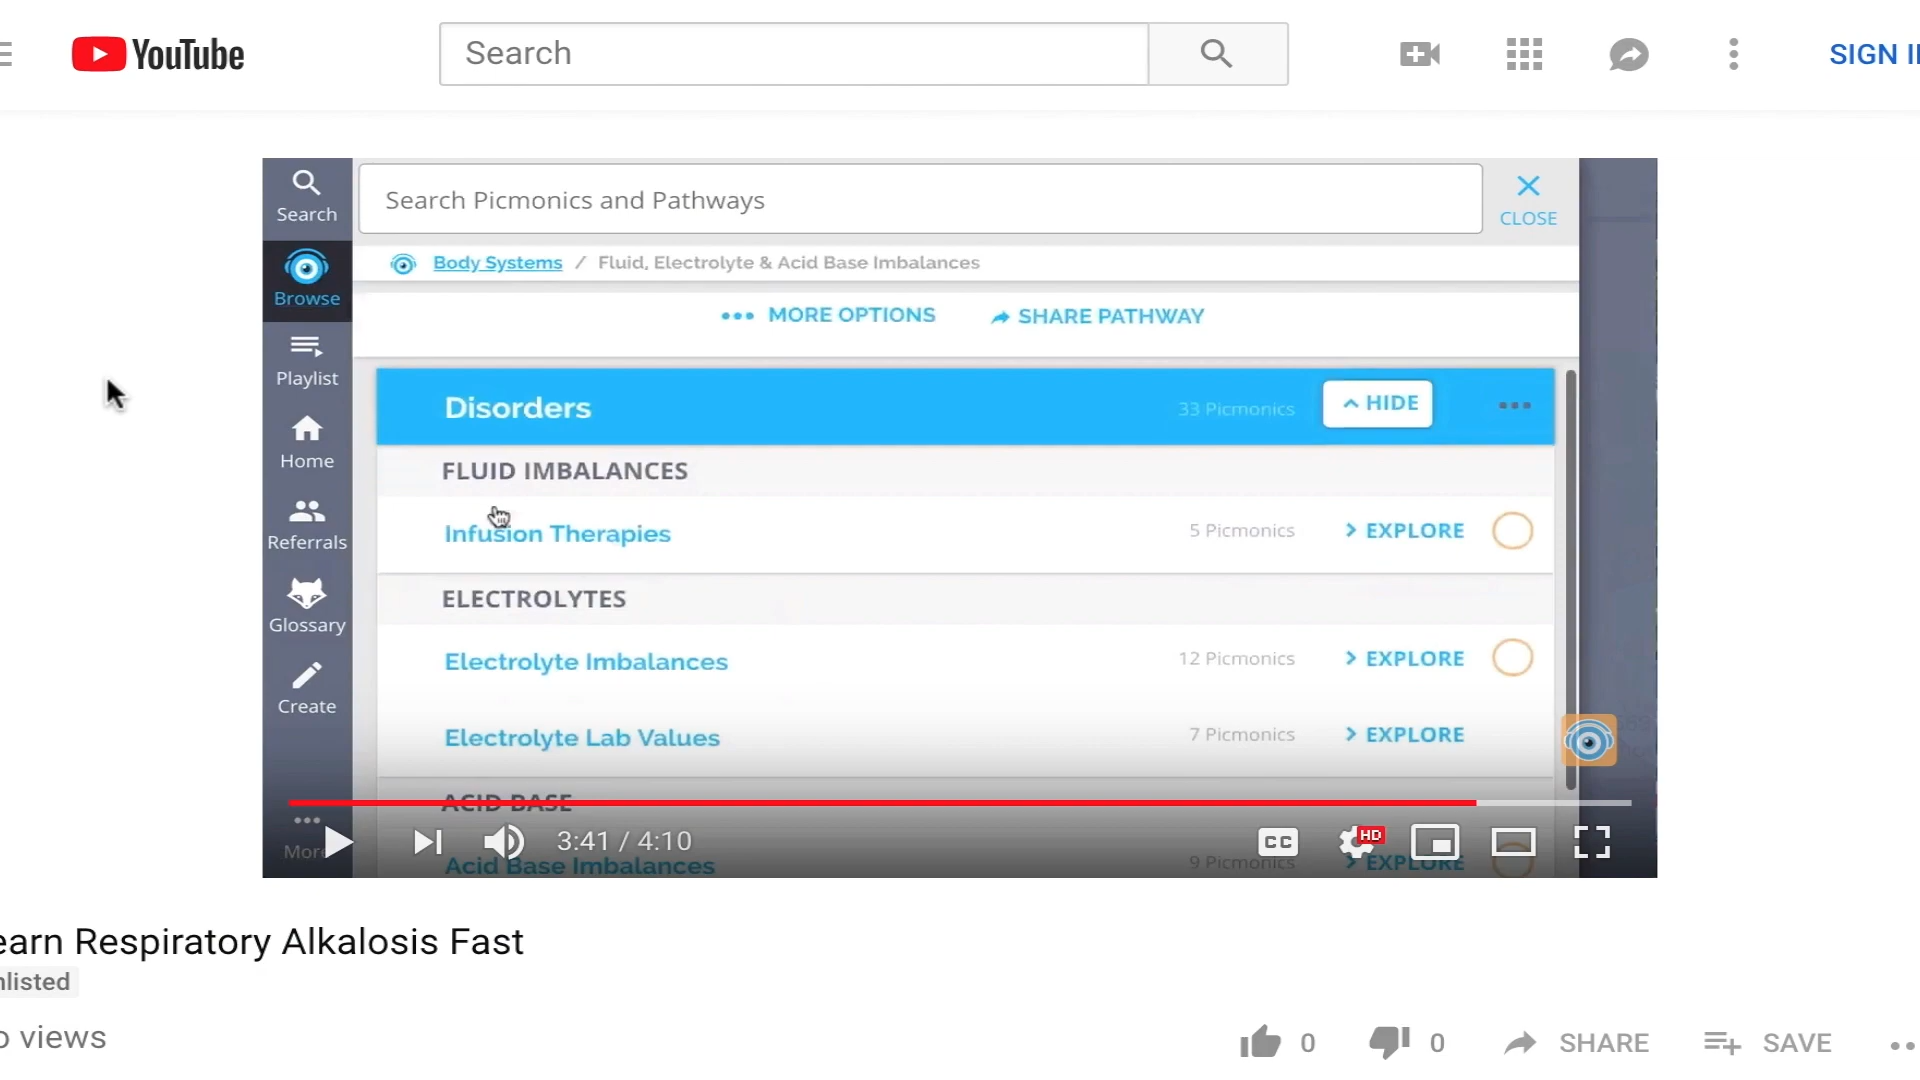 YouTube
Search
SIGN I
Search
Search Picmonics and Pathways
CLOSE
Browse
Body Systems / Fluid, Electrolyte & Acid Base Imbalances
••• MORE OPTIONS
SHARE PATHWAY
Playlist
Disorders
33 Picmonics
HIDE
Home
FLUID IMBALANCES
Infusion Therapies
5 Picmonics
> EXPLORE
Referrals
ELECTROLYTES
Glossary
Electrolyte Imbalances
12 Picmonics
> EXPLORE
Create
Electrolyte Lab Values
7 Picmonics
> EXPLORE
ACID BASE
More
3:41 / 4:10
CC
HD
Acid Base Imbalances
9 Picmonics
> EXPLORE
earn Respiratory Alkalosis Fast
nlisted
o views
0
0
SHARE
SAVE